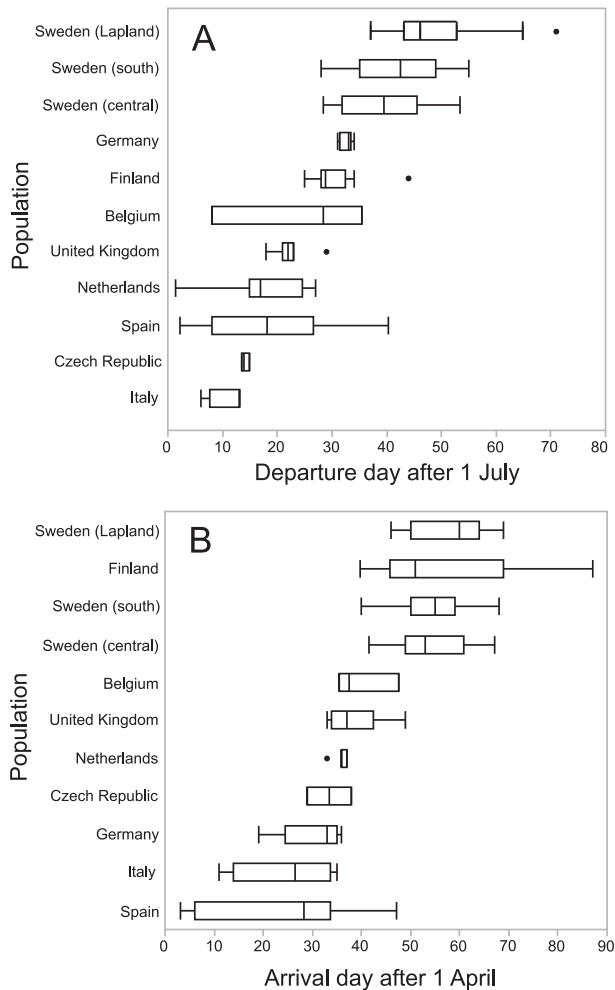 A
Population
Sweden (Lapland)
Sweden (south)
Sweden (central)
Germany
Finland
Belgium
United Kingdom
Netherlands
Spain
Czech Republic
Italy
0 10 20 30 40 50 60 70 80
Departure day after 1 July
B
Population
Sweden (Lapland)
Finland
Sweden (south)
Sweden (central)
Belgium
United Kingdom
Netherlands
Czech Republic
Germany
Italy
Spain
0 10 20 30 40 50 60 70 80 90
Arrival day after 1 April